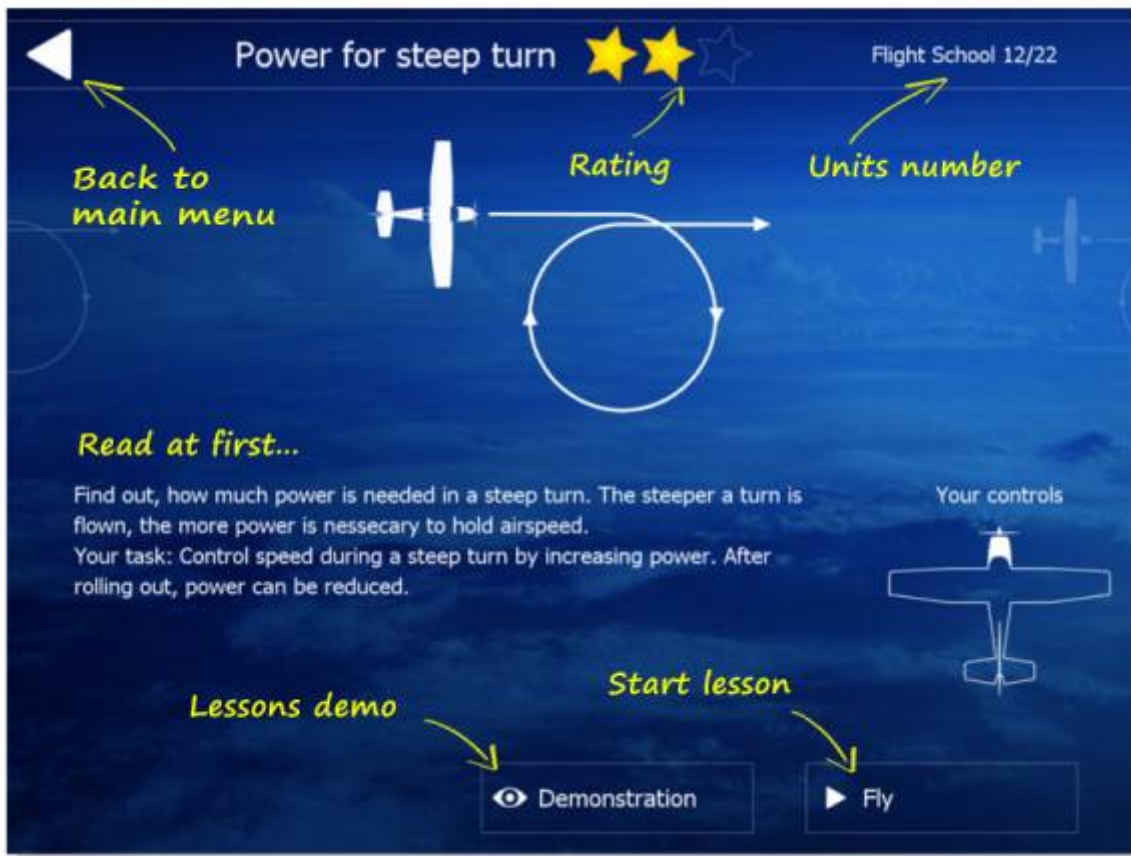 Power for steep turn
Flight School 12/22
Back to
main menu
Rating
Units number
Read at first...
Find out, how much power is needed in a steep turn. The steeper a turn is
flown, the more power is nessecary to hold airspeed.
Your task: Control speed during a steep turn by increasing power. After
rolling out, power can be reduced.
Your controls
Lessons demo
Start lesson
Demonstration
Fly